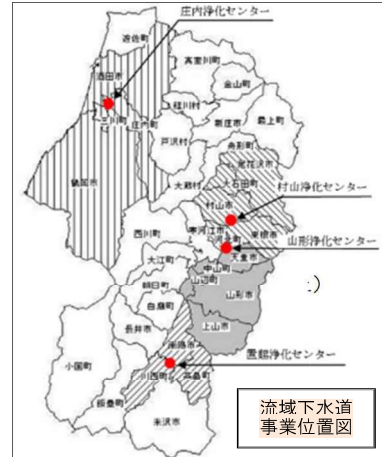 庄内浄化センター
遊佐町
真室川町
金山町
酒田市
鮭川村
新庄市
最上町
三川町
庄内町
戸沢村
舟形町
鶴岡市
大蔵村
尾花沢市
大石田町
村山浄化センター
村山市
西川町
寒河江市
河北町
東根市
山形浄化センター
大江町
天童市
中山町
朝日町
山辺町
山形市
白鷹町
上山市
長井市
置賜浄化センター
南陽市
小国町
川西町
高畠町
飯豊町
米沢市
流域下水道
事業位置図